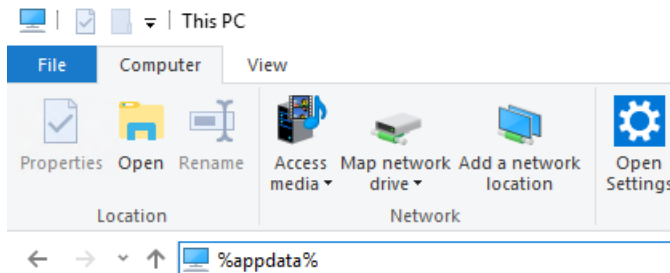 This PC
File Computer View
Properties Open Rename Access media Map network drive Add a network location Open Settings
Location Network
%appdata%